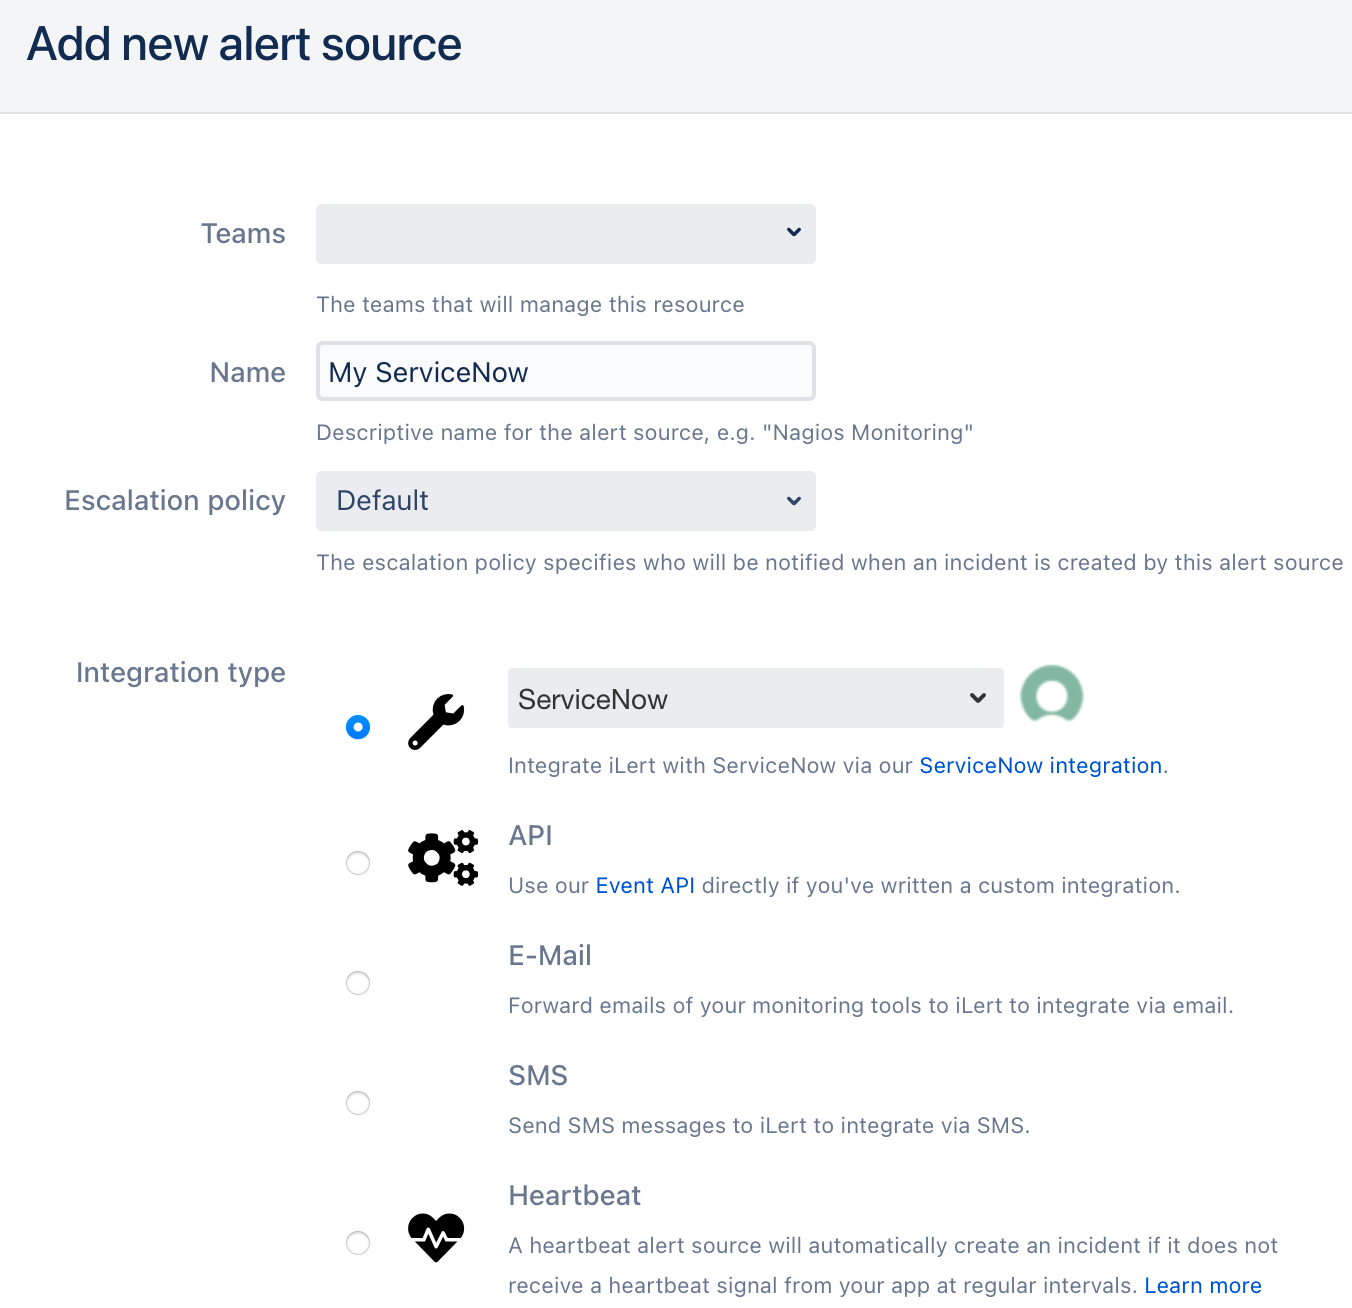 Add new alert source
Teams
The teams that will manage this resource
Name
My ServiceNow
Descriptive name for the alert source, e.g. "Nagios Monitoring"
Escalation policy
Default
The escalation policy specifies who will be notified when an incident is created by this alert source
Integration type
ServiceNow
Integrate iLert with ServiceNow via our ServiceNow integration.
API
Use our Event API directly if you've written a custom integration.
E-Mail
Forward emails of your monitoring tools to iLert to integrate via email.
SMS
Send SMS messages to iLert to integrate via SMS.
Heartbeat
A heartbeat alert source will automatically create an incident if it does not
receive a heartbeat signal from your app at regular intervals. Learn more